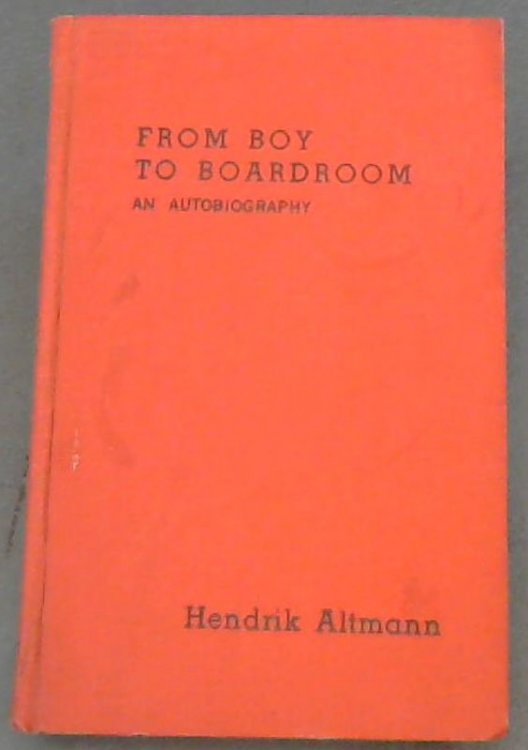 FROM BOY
TO BOARDROOM
AN AUTOBIOGRAPHY
Hendrik Altmann